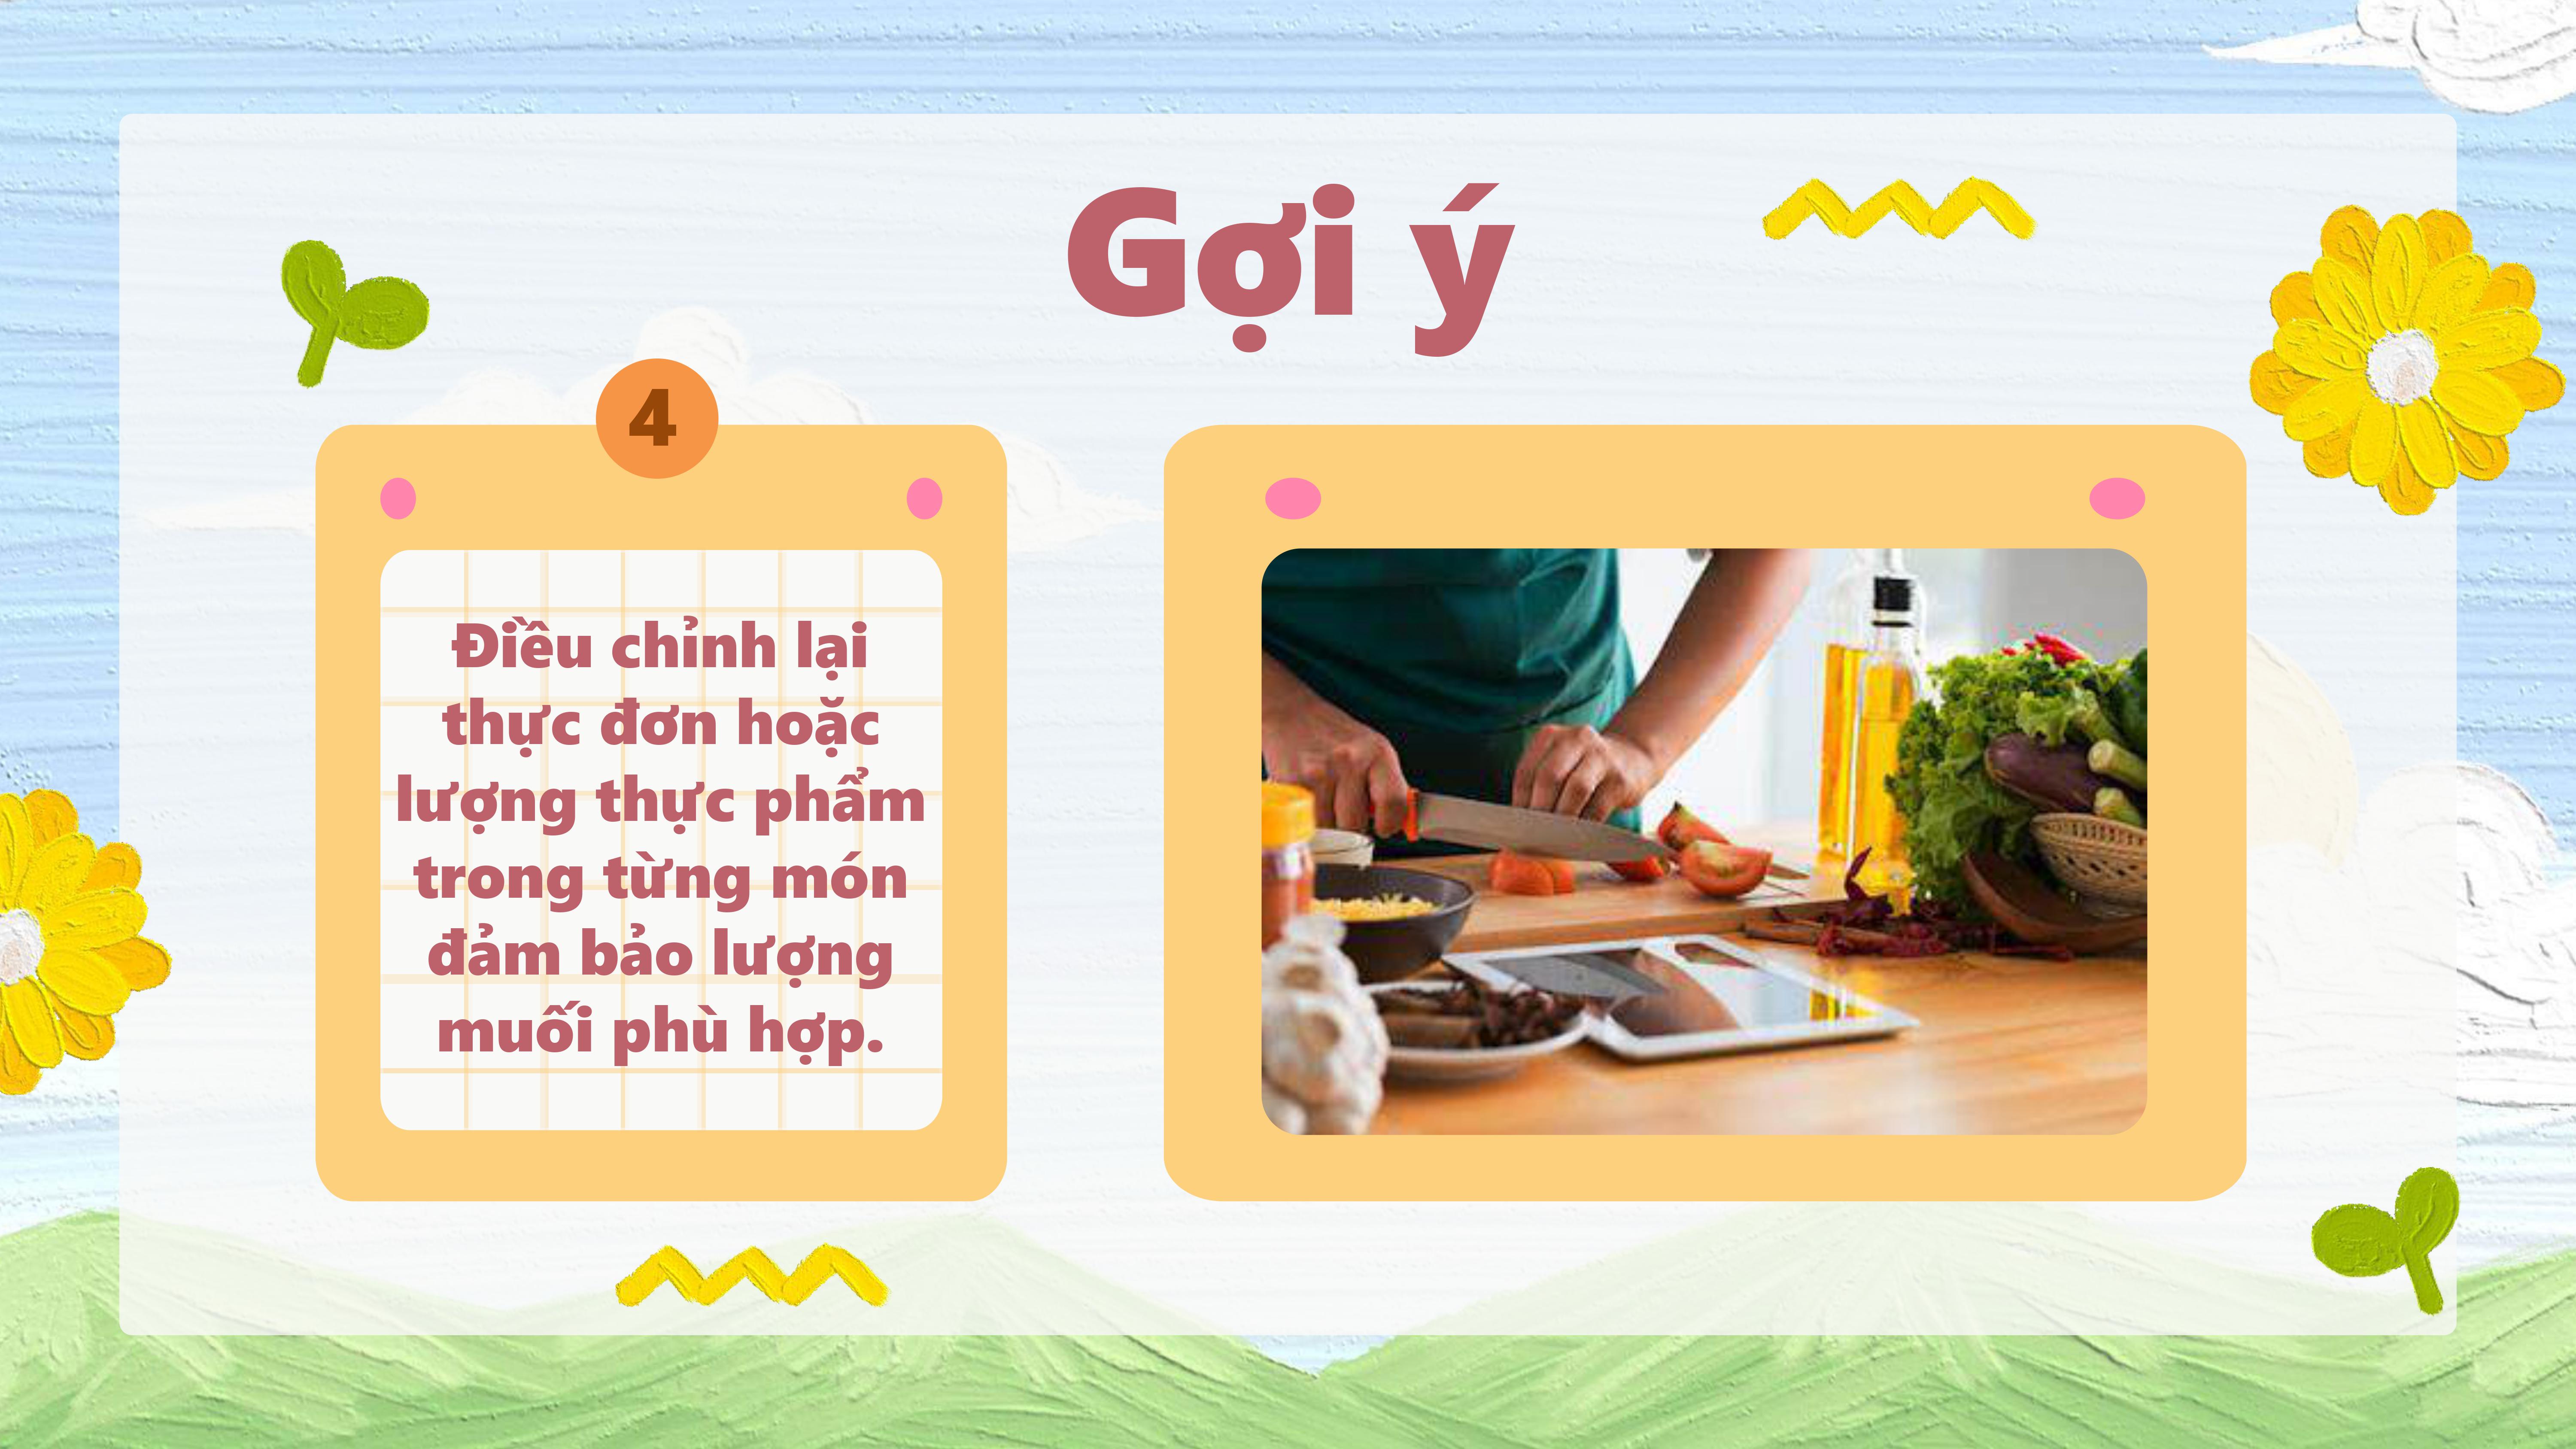 Gợi ý
4
Điều chỉnh lại
thực đơn hoặc
lượng thực phẩm
trong từng món
đảm bảo lượng
muối phù hợp.